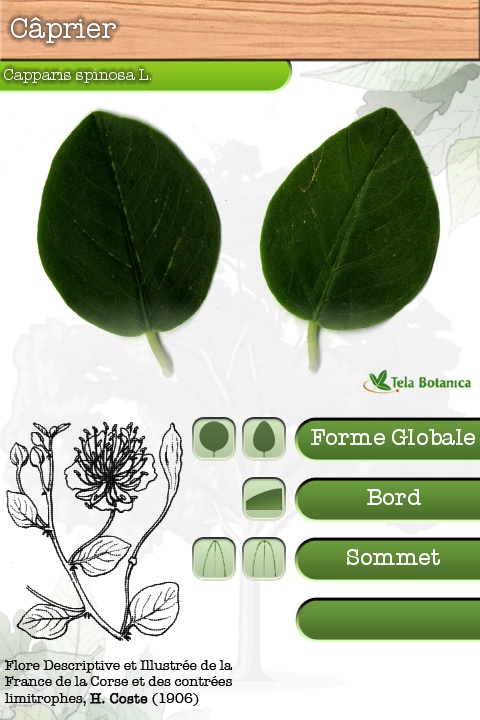 Câprier
Capparis spinosa L.
Tela Botanica
Forme Globale
Bord
Sommet
Flore Descriptive et Illustrée de la
France de la Corse et des contrées
limitrophes, H. Coste (1906)